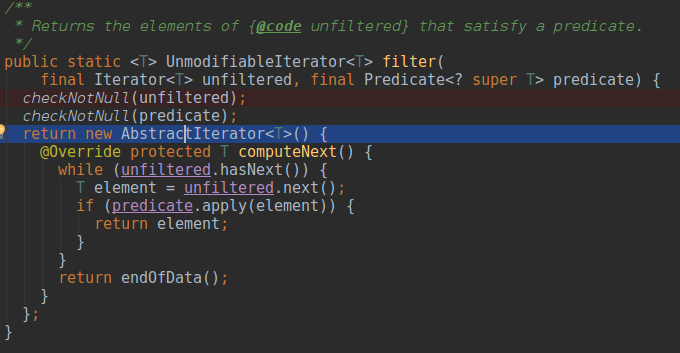 /**
 * Returns the elements of {@code unfiltered} that satisfy a predicate.
 */
public static <T> UnmodifiableIterator<T> filter(
    final Iterator<T> unfiltered, final Predicate<? super T> predicate) {
  checkNotNull(unfiltered);
  checkNotNull(predicate);
  return new AbstractIterator<T>() {
    @Override protected T computeNext() {
      while (unfiltered.hasNext()) {
        T element = unfiltered.next();
        if (predicate.apply(element)) {
          return element;
        }
      }
      return endOfData();
    }
  };
}